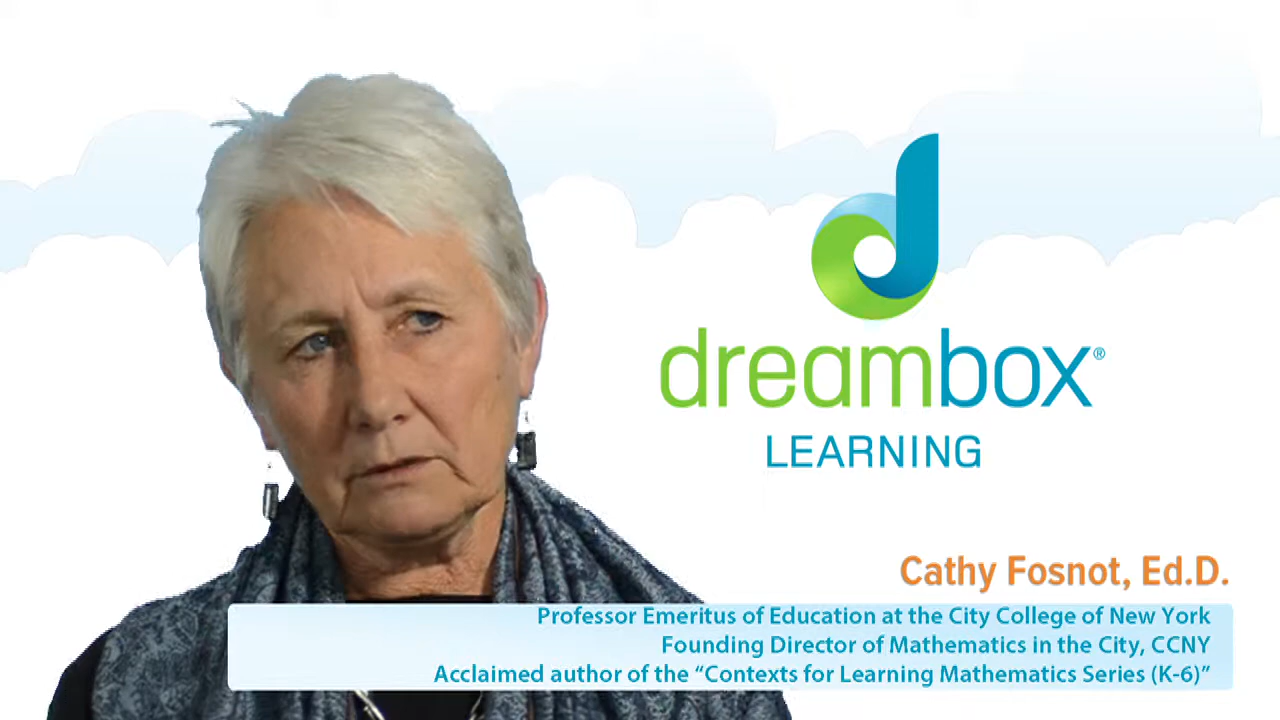 dreambox®
LEARNING
Cathy Fosnot, Ed.D.
Professor Emeritus of Education at the City College of New York
Founding Director of Mathematics in the City, CCNY
Acclaimed author of the “Contexts for Learning Mathematics Series (K-6)”